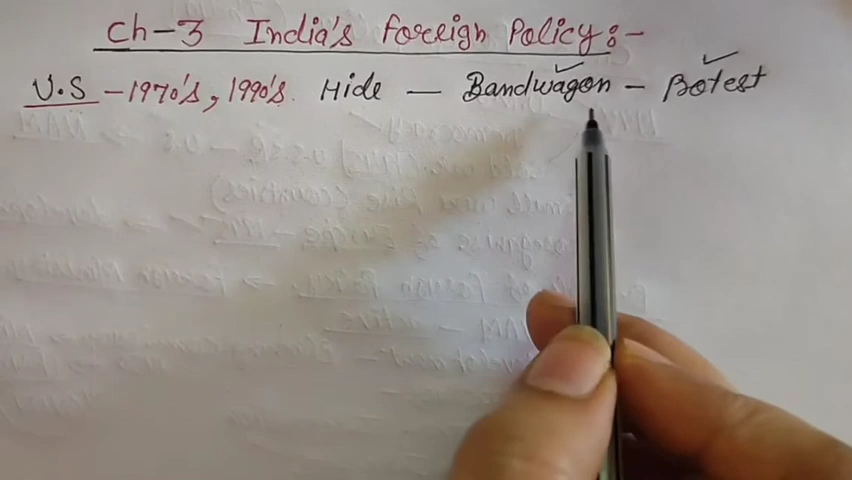 Ch-3 India's Foreign Policy:-
U.S - 1970's, 1990's. Hide — Bandwagon - Botest